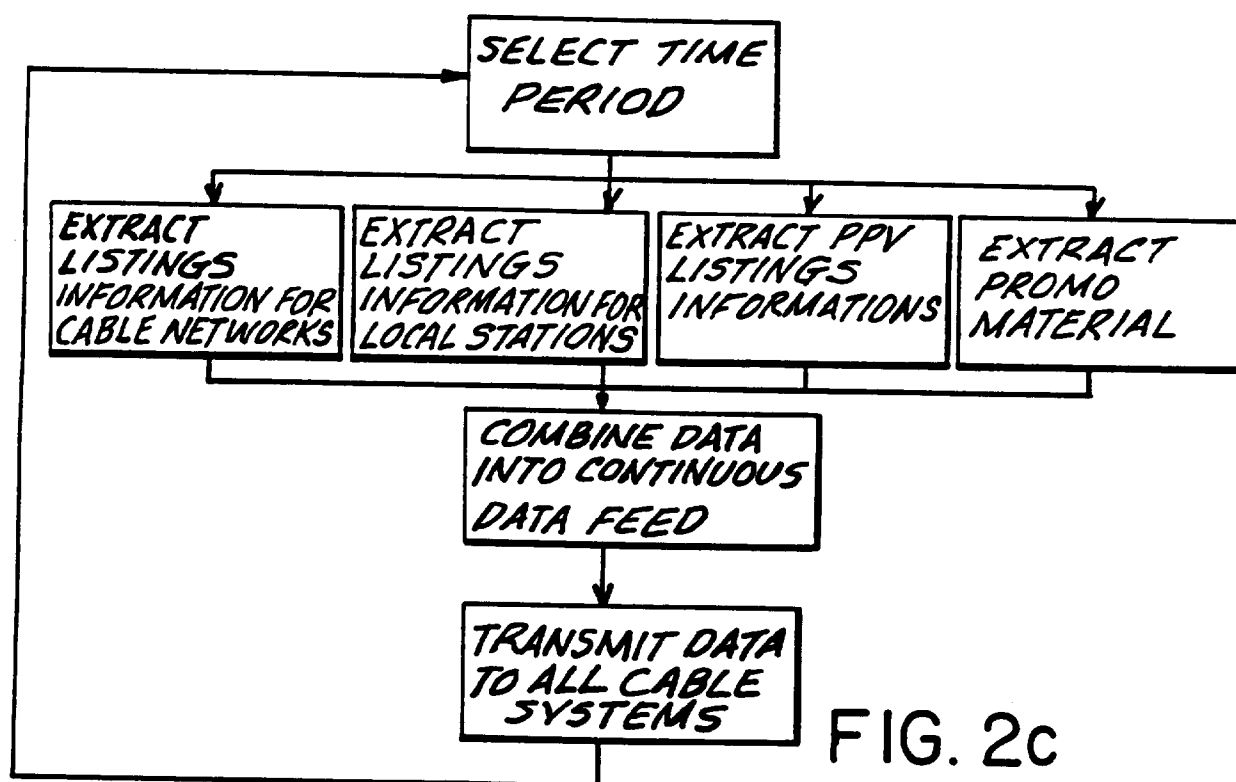 SELECT TIME
PERIOD
EXTRACT
LISTINGS
INFORMATION FOR
CABLE NETWORKS
EXTRACT
LISTINGS
INFORMATION FOR
LOCAL STATIONS
EXTRACT PPV
LISTINGS
INFORMATIONS
EXTRACT
PROMO
MATERIAL
COMBINE DATA
INTO CONTINUOUS
DATA FEED
TRANSMIT DATA
TO ALL CABLE
SYSTEMS
FIG. 2c